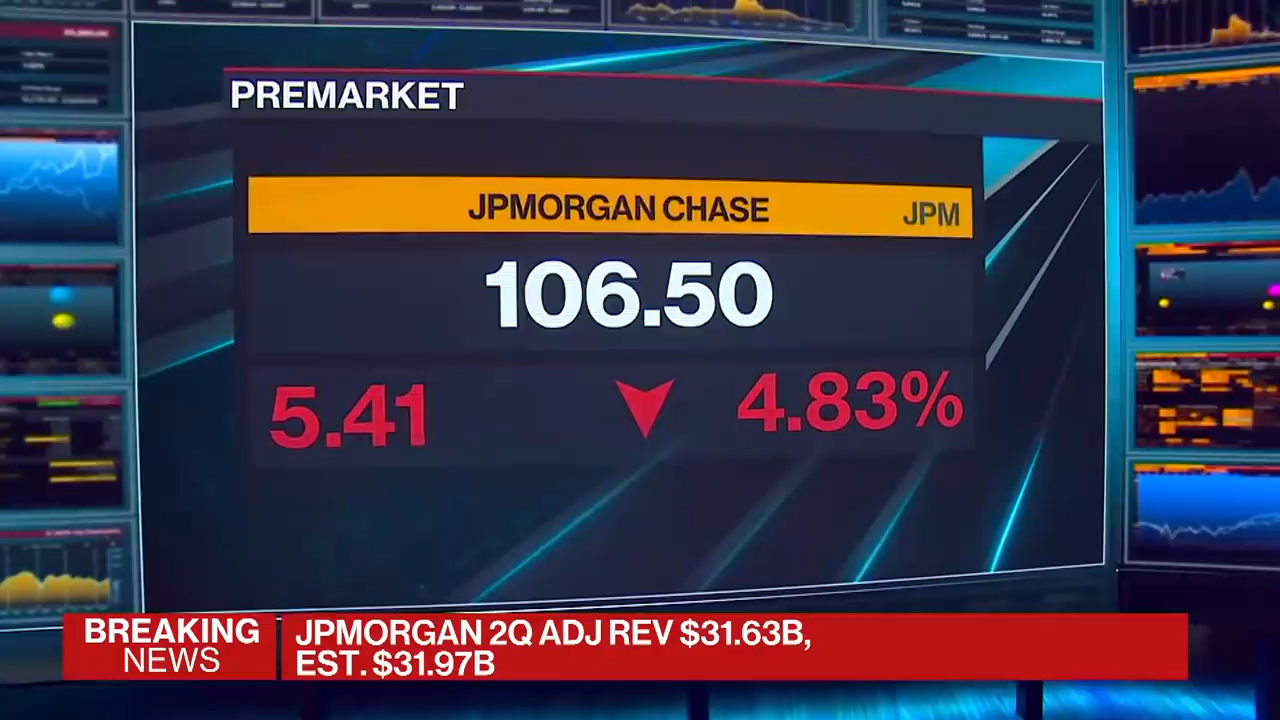 PREMARKET
JPMORGAN CHASE JPM
106.50
5.41 4.83%
BREAKING NEWS
JPMORGAN 2Q ADJ REV $31.63B,
EST. $31.97B